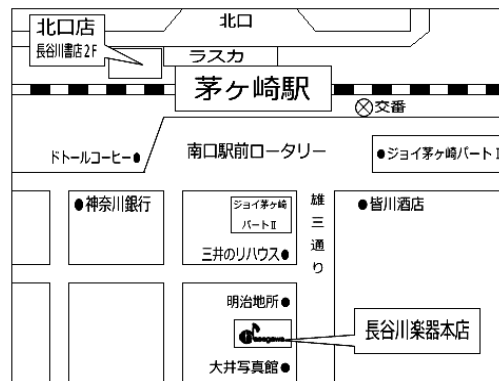 北口店
長谷川書店2F
北口
ラスカ
茅ヶ崎駅
交番
ドトールコーヒー
南口駅前ロータリー
ジョイ茅ヶ崎パートⅠ
神奈川銀行
ジョイ茅ヶ崎
パートⅡ
雄三通り
皆川酒店
三井のリハウス
明治地所
長谷川楽器本店
大井写真館